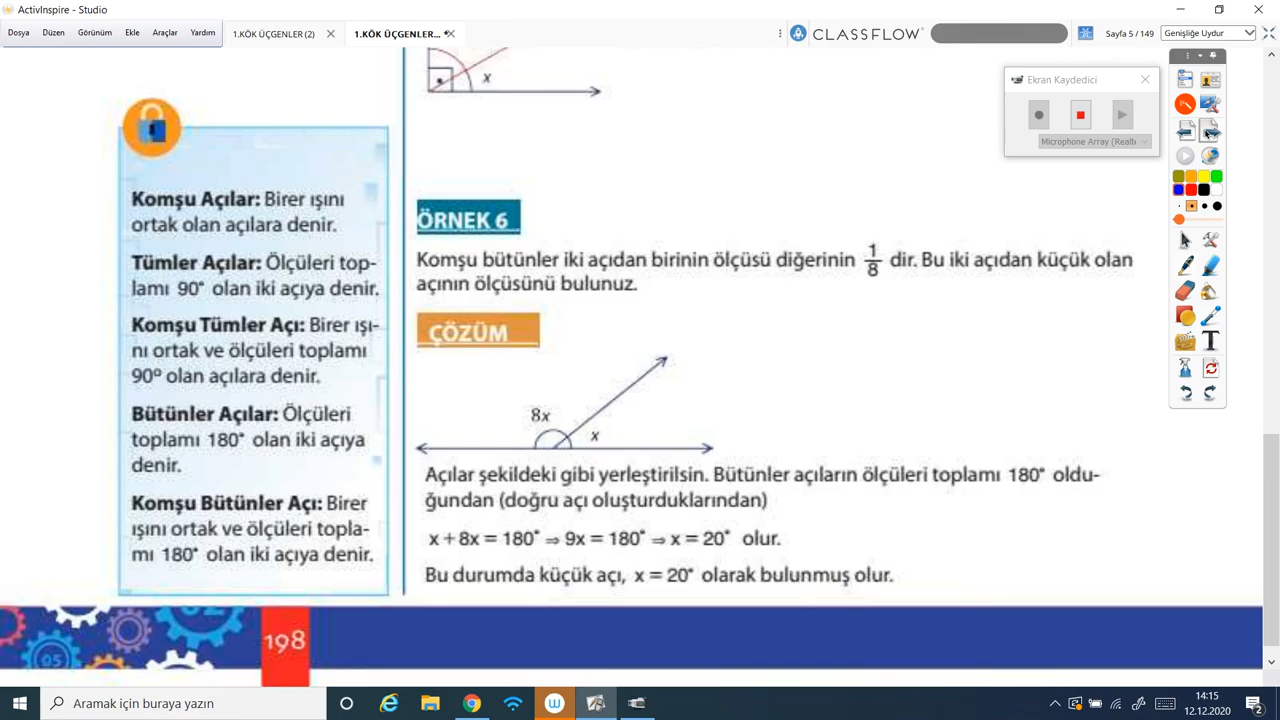 ActivInspire - Studio
Dosya Düzen Görünüm Ekle Araçlar Yardım
1.KÖK ÜÇGENLER (2)
1.KÖK ÜÇGENLER...
CLASSFLOW
Sayfa 5 / 149
Genişliğe Uydur
Ekran Kaydedici
Microphone Array (Realte
x
Komşu Açılar: Birer ışını
ortak olan açılara denir.
Tümler Açılar: Ölçüleri top-
lamı 90° olan iki açıya denir.
Komşu Tümler Açı: Birer ışı-
nı ortak ve ölçüleri toplamı
90º olan açılara denir.
Bütünler Açılar: Ölçüleri
toplamı 180° olan iki açıya
denir.
Komşu Bütünler Açı: Birer
ışını ortak ve ölçüleri topla-
mı 180° olan iki açıya denir.
ÖRNEK 6
Komşu bütünler iki açıdan birinin ölçüsü diğerinin 1/8 dir. Bu iki açıdan küçük olan
açının ölçüsünü bulunuz.
ÇÖZÜM
8x
x
Açılar şekildeki gibi yerleştirilsin. Bütünler açıların ölçüleri toplamı 180° oldu-
ğundan (doğru açı oluşturduklarından)
x + 8x = 180° ⇒ 9x = 180° ⇒ x = 20° olur.
Bu durumda küçük açı, x = 20° olarak bulunmuş olur.
05
198
Aramak için buraya yazın
14:15
12.12.2020
2